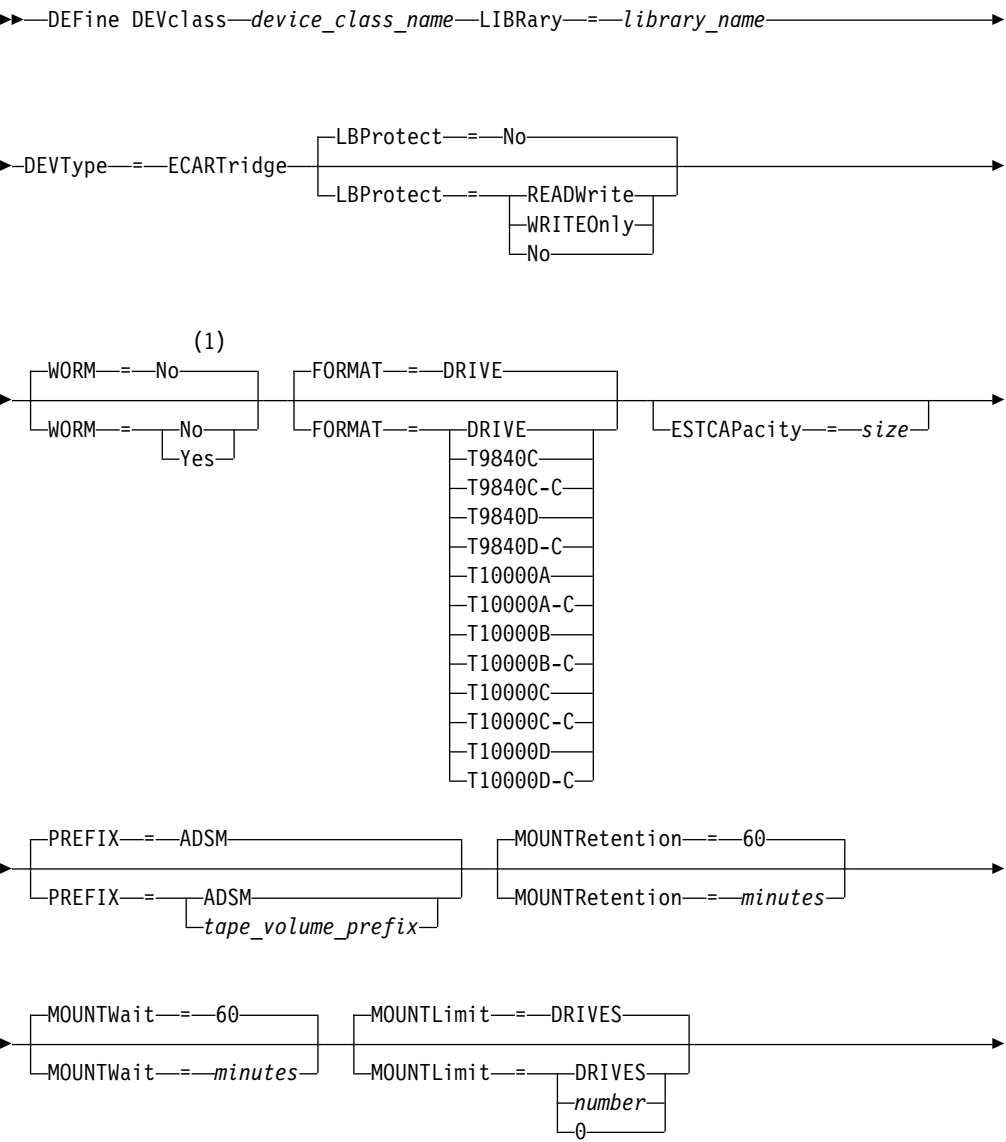 DEFine DEVclass device_class_name LIBRary = library_name
LBProtect = No
DEVType = ECARTridge
LBProtect = READWrite
WRITEOnly
No
(1)
WORM = No FORMAT = DRIVE
WORM = No FORMAT = DRIVE ESTCAPacity = size
Yes T9840C
T9840C-C
T9840D
T9840D-C
T10000A
T10000A-C
T10000B
T10000B-C
T10000C
T10000C-C
T10000D
T10000D-C
PREFIX = ADSM MOUNTRetention = 60
PREFIX = ADSM MOUNTRetention = minutes
tape_volume_prefix
MOUNTWait = 60 MOUNTLimit = DRIVES
MOUNTWait = minutes MOUNTLimit = DRIVES
number
0